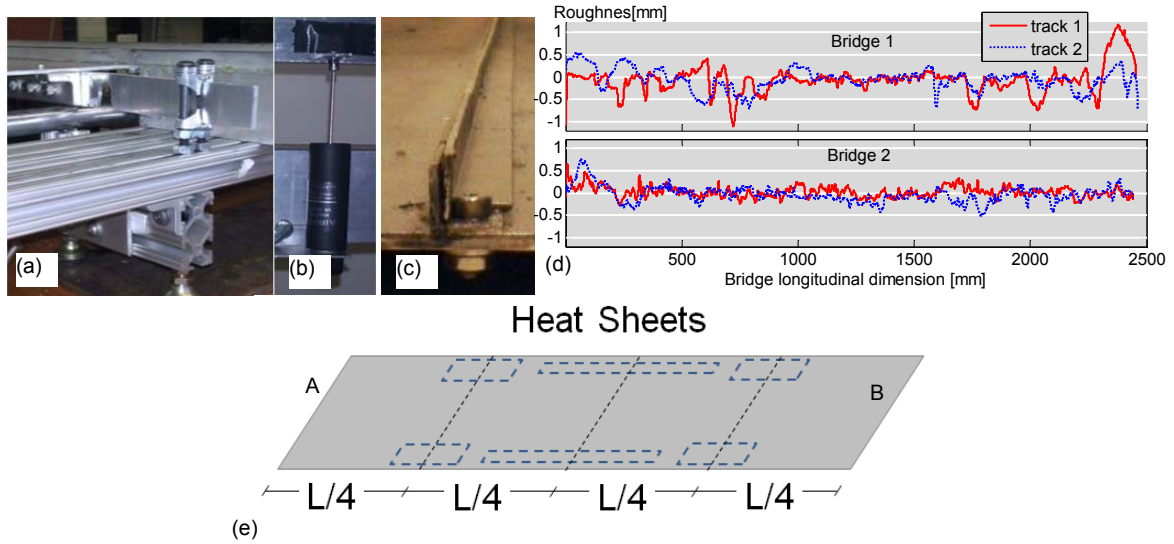 (a)
(b)
(c)
(d)
Roughnes[mm]
track 1
track 2
Bridge 1
1
0.5
0
-0.5
-1
Bridge 2
1
0.5
0
-0.5
-1
500 1000 1500 2000 2500
Bridge longitudinal dimension [mm]
Heat Sheets
A
B
L/4 L/4 L/4 L/4
(e)